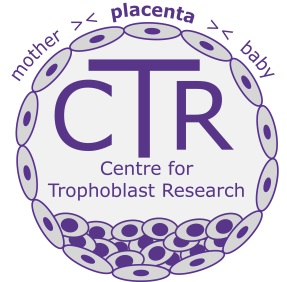 mother >< placenta >< baby
CTR
Centre for
Trophoblast Research